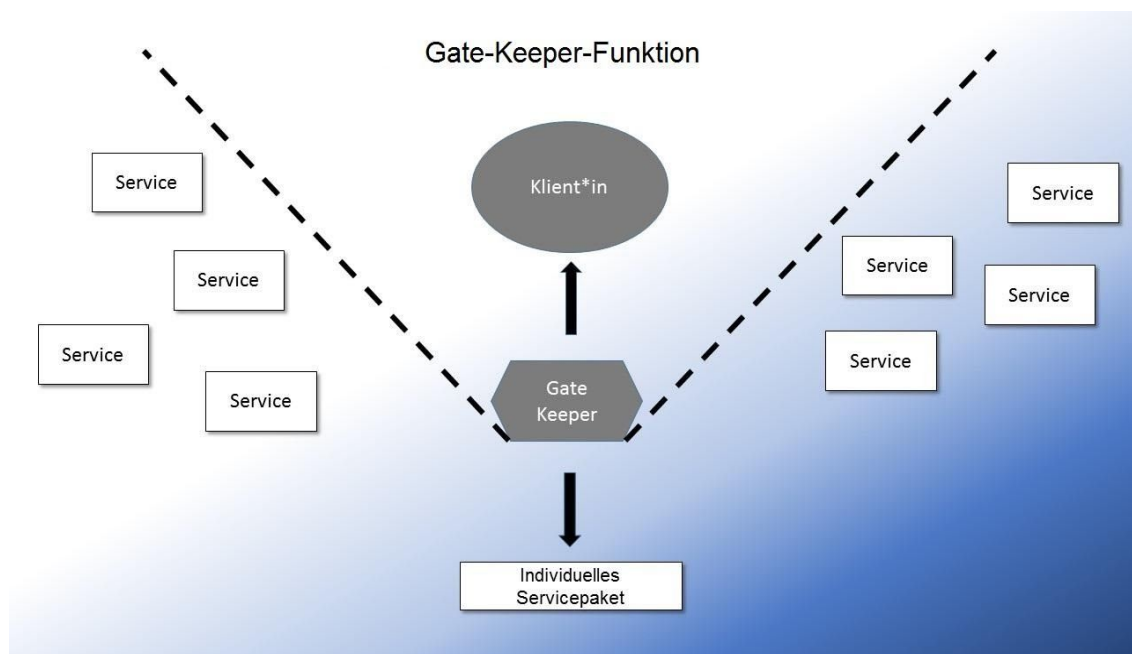 Gate-Keeper-Funktion
Service
Service
Service
Service
Klient*in
Gate
Keeper
Individuelles
Servicepaket
Service
Service
Service
Service